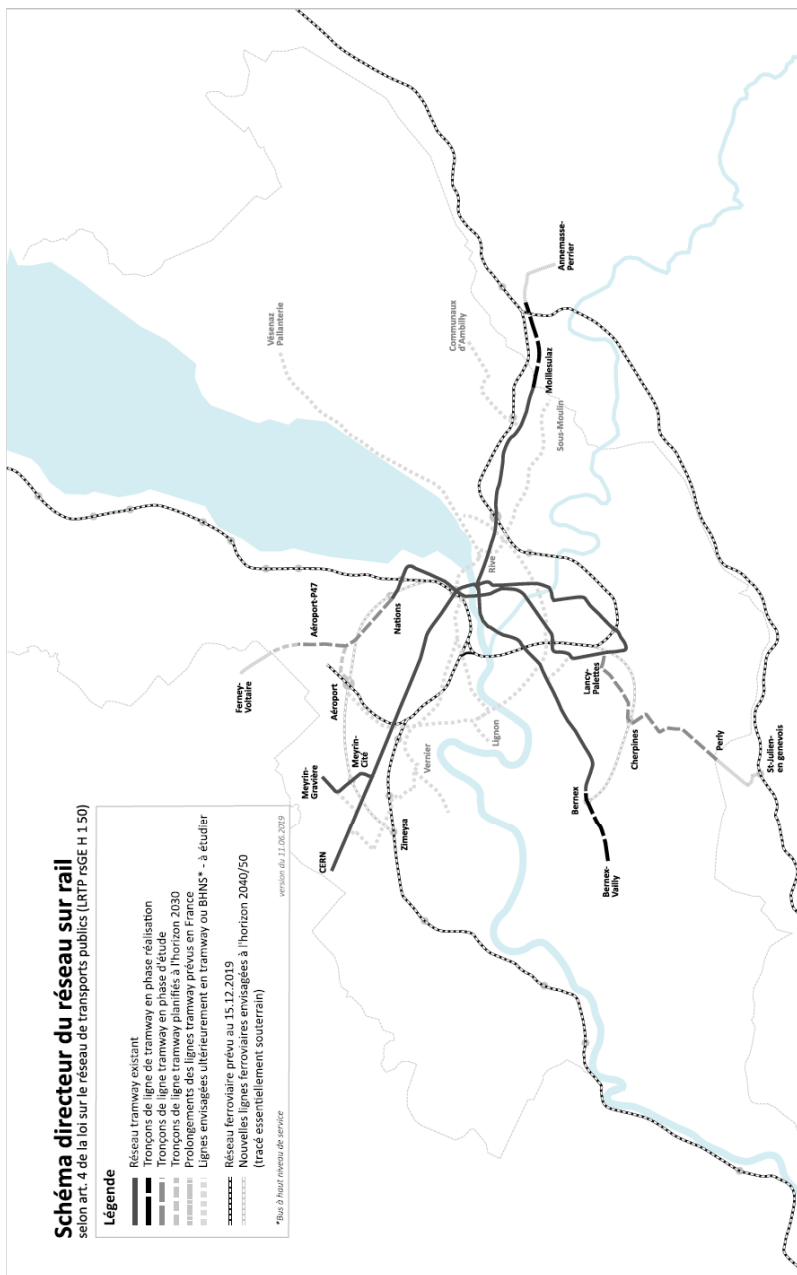 Schéma directeur du réseau sur rail
selon art. 4 de la loi sur le réseau de transports publics (LRTP rsGE H 1 50)
Légende
Réseau tramway existant
Tronçons de ligne de tramway en phase réalisation
Tronçons de ligne tramway en phase d'étude
Tronçons de ligne tramway planifiés à l'horizon 2030
Prolongements des lignes tramway prévus en France
Lignes envisagées ultérieurement en tramway ou BHNS* - à étudier
Réseau ferroviaire prévu au 15.12.2019
Nouvelles lignes ferroviaires envisagées à l'horizon 2040/50
(tracé essentiellement souterrain)
*Bus à haut niveau de service
version du 11.06.2019
Ferney-
Voltaire
Aéroport-P47
Vésenaz
Pallanterie
Aéroport
Nations
Meyrin-
Gravière
Meyrin-
Cité
CERN
Vernier
Zimeysa
Communaux
d'Ambilly
Annemasse-
Perrier
Moillesulaz
Sous-Moulin
Rive
Lignon
Bernex
Bernex-
Vailly
Lancy-
Palettes
Cherpines
Perly
St-Julien-
en genevois